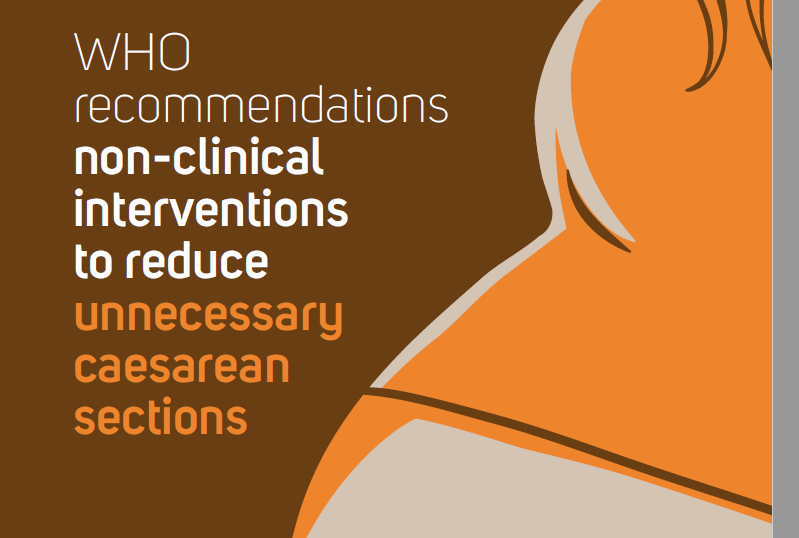 WHO
recommendations
non-clinical
interventions
to reduce
unnecessary
caesarean
sections